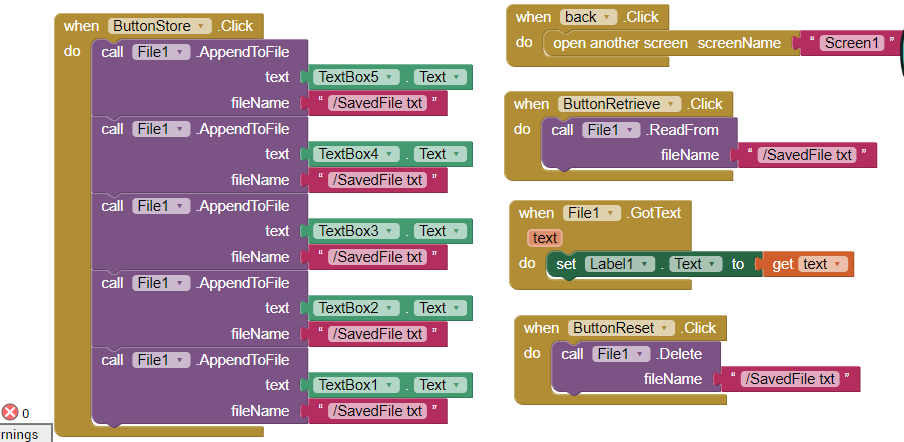 when ButtonStore .Click
do call File1 .AppendToFile
text TextBox5 . Text
fileName “ /SavedFile txt ”
call File1 .AppendToFile
text TextBox4 . Text
fileName “ /SavedFile txt ”
call File1 .AppendToFile
text TextBox3 . Text
fileName “ /SavedFile txt ”
call File1 .AppendToFile
text TextBox2 . Text
fileName “ /SavedFile txt ”
call File1 .AppendToFile
text TextBox1 . Text
fileName “ /SavedFile txt ”
when back .Click
do open another screen screenName “ Screen1 ”
when ButtonRetrieve .Click
do call File1 .ReadFrom
fileName “ /SavedFile txt ”
when File1 .GotText
text
do set Label1 . Text to get text
when ButtonReset .Click
do call File1 .Delete
fileName “ /SavedFile txt ”
0
rnings